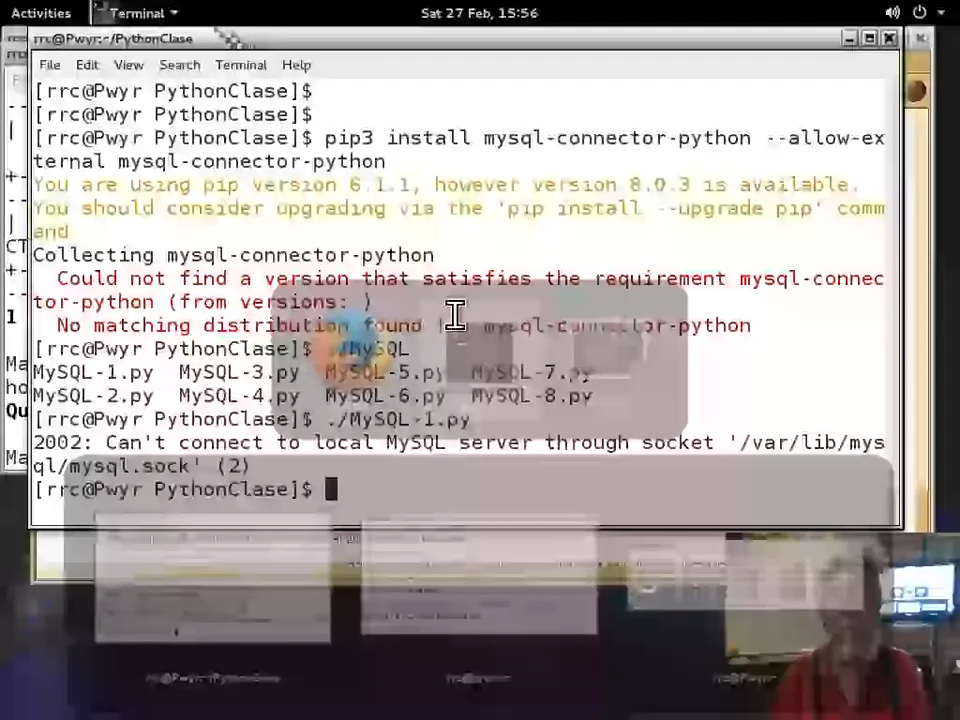 Activities Terminal Sat 27 Feb, 15:56
rrc@Pwyr:~/PythonClase
File Edit View Search Terminal Help
[rrc@Pwyr PythonClase]$
[rrc@Pwyr PythonClase]$
[rrc@Pwyr PythonClase]$ pip3 install mysql-connector-python --allow-ex
ternal mysql-connector-python
You are using pip version 6.1.1, however version 8.0.3 is available.
You should consider upgrading via the 'pip install --upgrade pip' comm
and
Collecting mysql-connector-python
Could not find a version that satisfies the requirement mysql-connec
tor-python (from versions: )
No matching distribution found mysql-connector-python
[rrc@Pwyr PythonClase]$ ./MySQL
MySQL-1.py MySQL-3.py MySQL-5.py MySQL-7.py
MySQL-2.py MySQL-4.py MySQL-6.py MySQL-8.py
[rrc@Pwyr PythonClase]$ ./MySQL-1.py
2002: Can't connect to local MySQL server through socket '/var/lib/mys
ql/mysql.sock' (2)
[rrc@Pwyr PythonClase]$